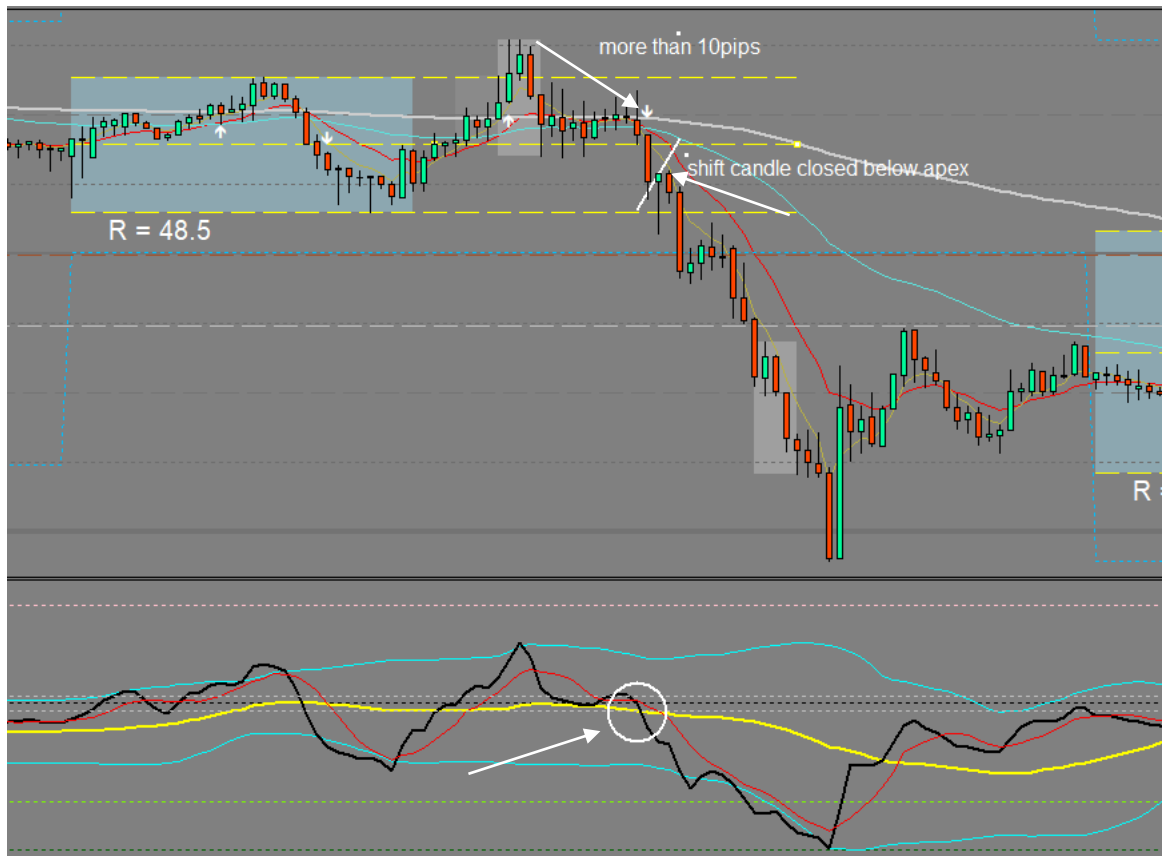 more than 10pips
shift candle closed below apex
R = 48.5
R =